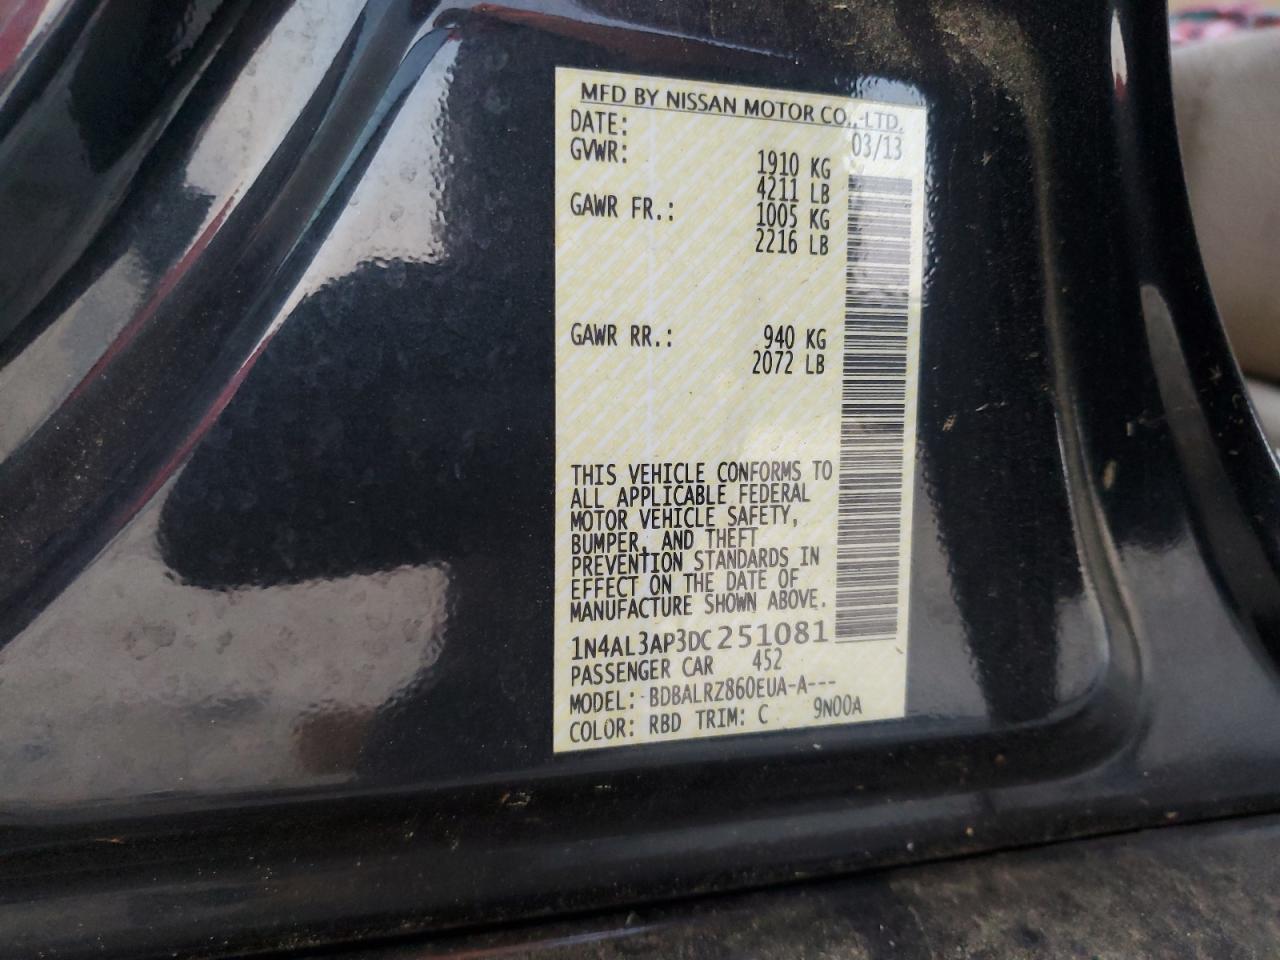 MFD BY NISSAN MOTOR CO.,LTD.
DATE: 03/13
GVWR: 1910 KG
4211 LB
GAWR FR.: 1005 KG
2216 LB
GAWR RR.: 940 KG
2072 LB
THIS VEHICLE CONFORMS TO
ALL APPLICABLE FEDERAL
MOTOR VEHICLE SAFETY,
BUMPER, AND THEFT
PREVENTION STANDARDS IN
EFFECT ON THE DATE OF
MANUFACTURE SHOWN ABOVE.
1N4AL3AP3DC251081
PASSENGER CAR 452
MODEL: BDBALRZ860EUA-A---
COLOR: RBD TRIM: C 9N00A